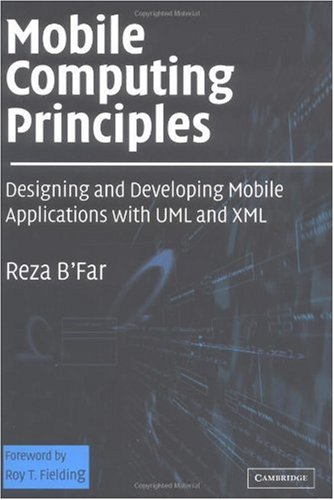 Mobile
Computing
Principles
Designing and Developing Mobile
Applications with UML and XML
Reza B'Far
Foreword by
Roy T. Fielding
CAMBRIDGE